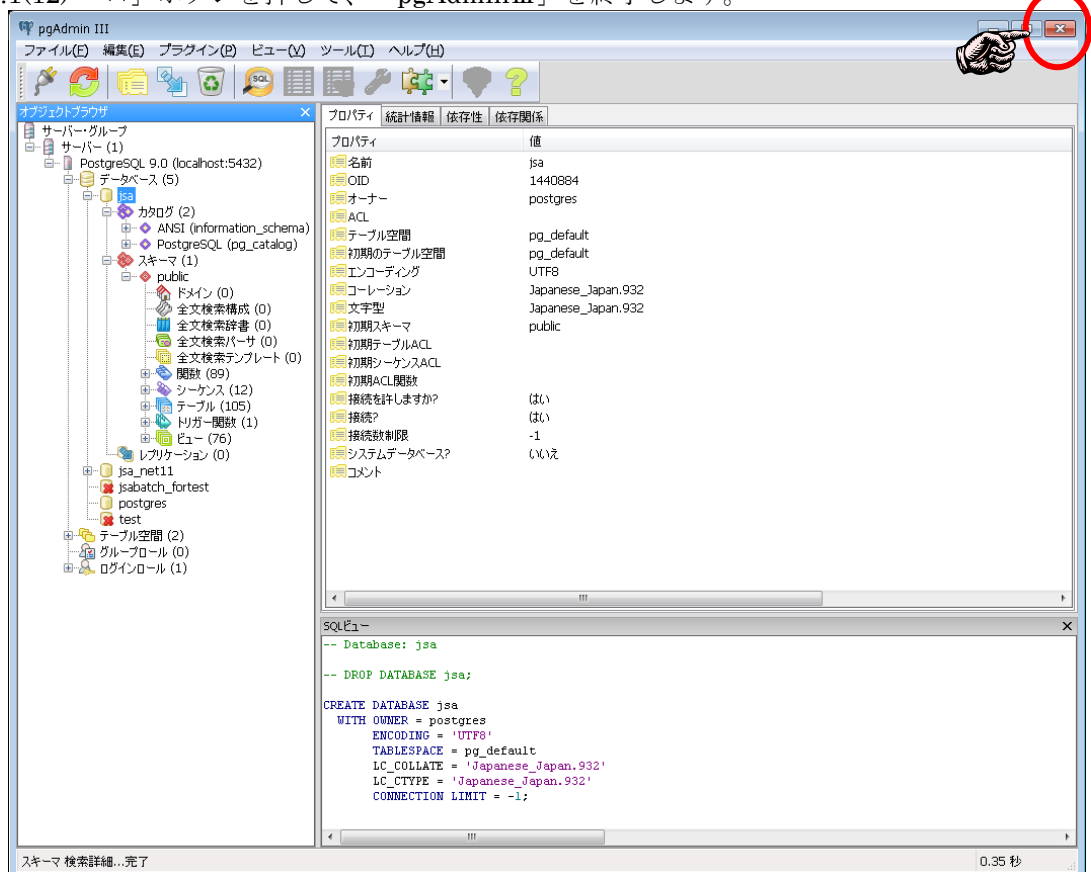 pgAdmin III
ファイル(F) 編集(E) プラグイン(P) ビュー(V) ツール(T) ヘルプ(H)
SQL
オブジェクトブラウザ
サーバー・グループ
サーバー (1)
PostgreSQL 9.0 (localhost:5432)
データベース (5)
jsa
カタログ (2)
ANSI (information_schema)
PostgreSQL (pg_catalog)
スキーマ (1)
public
ドメイン (0)
全文検索構成 (0)
全文検索辞書 (0)
全文検索パーサ (0)
全文検索テンプレート (0)
関数 (89)
シーケンス (12)
テーブル (105)
トリガー関数 (1)
ビュー (76)
レプリケーション (0)
jsa_net11
jsabatch_fortest
postgres
test
テーブル空間 (2)
グループロール (0)
ログインロール (1)
プロパティ 統計情報 依存性 依存関係
プロパティ 値
名前 jsa
OID 1440884
オーナー postgres
ACL
テーブル空間 pg_default
初期のテーブル空間 pg_default
エンコーディング UTF8
コーレーション Japanese_Japan.932
文字型 Japanese_Japan.932
初期スキーマ public
初期テーブルACL
初期シーケンスACL
初期ACL関数
接続を許しますか? はい
接続? はい
接続数制限 -1
システムデータベース? いいえ
コメント
SQLビュー
-- Database: jsa
-- DROP DATABASE jsa;
CREATE DATABASE jsa
WITH OWNER = postgres
ENCODING = 'UTF8'
TABLESPACE = pg_default
LC_COLLATE = 'Japanese_Japan.932'
LC_CTYPE = 'Japanese_Japan.932'
CONNECTION LIMIT = -1;
スキーマ 検索詳細...完了 0.35 秒